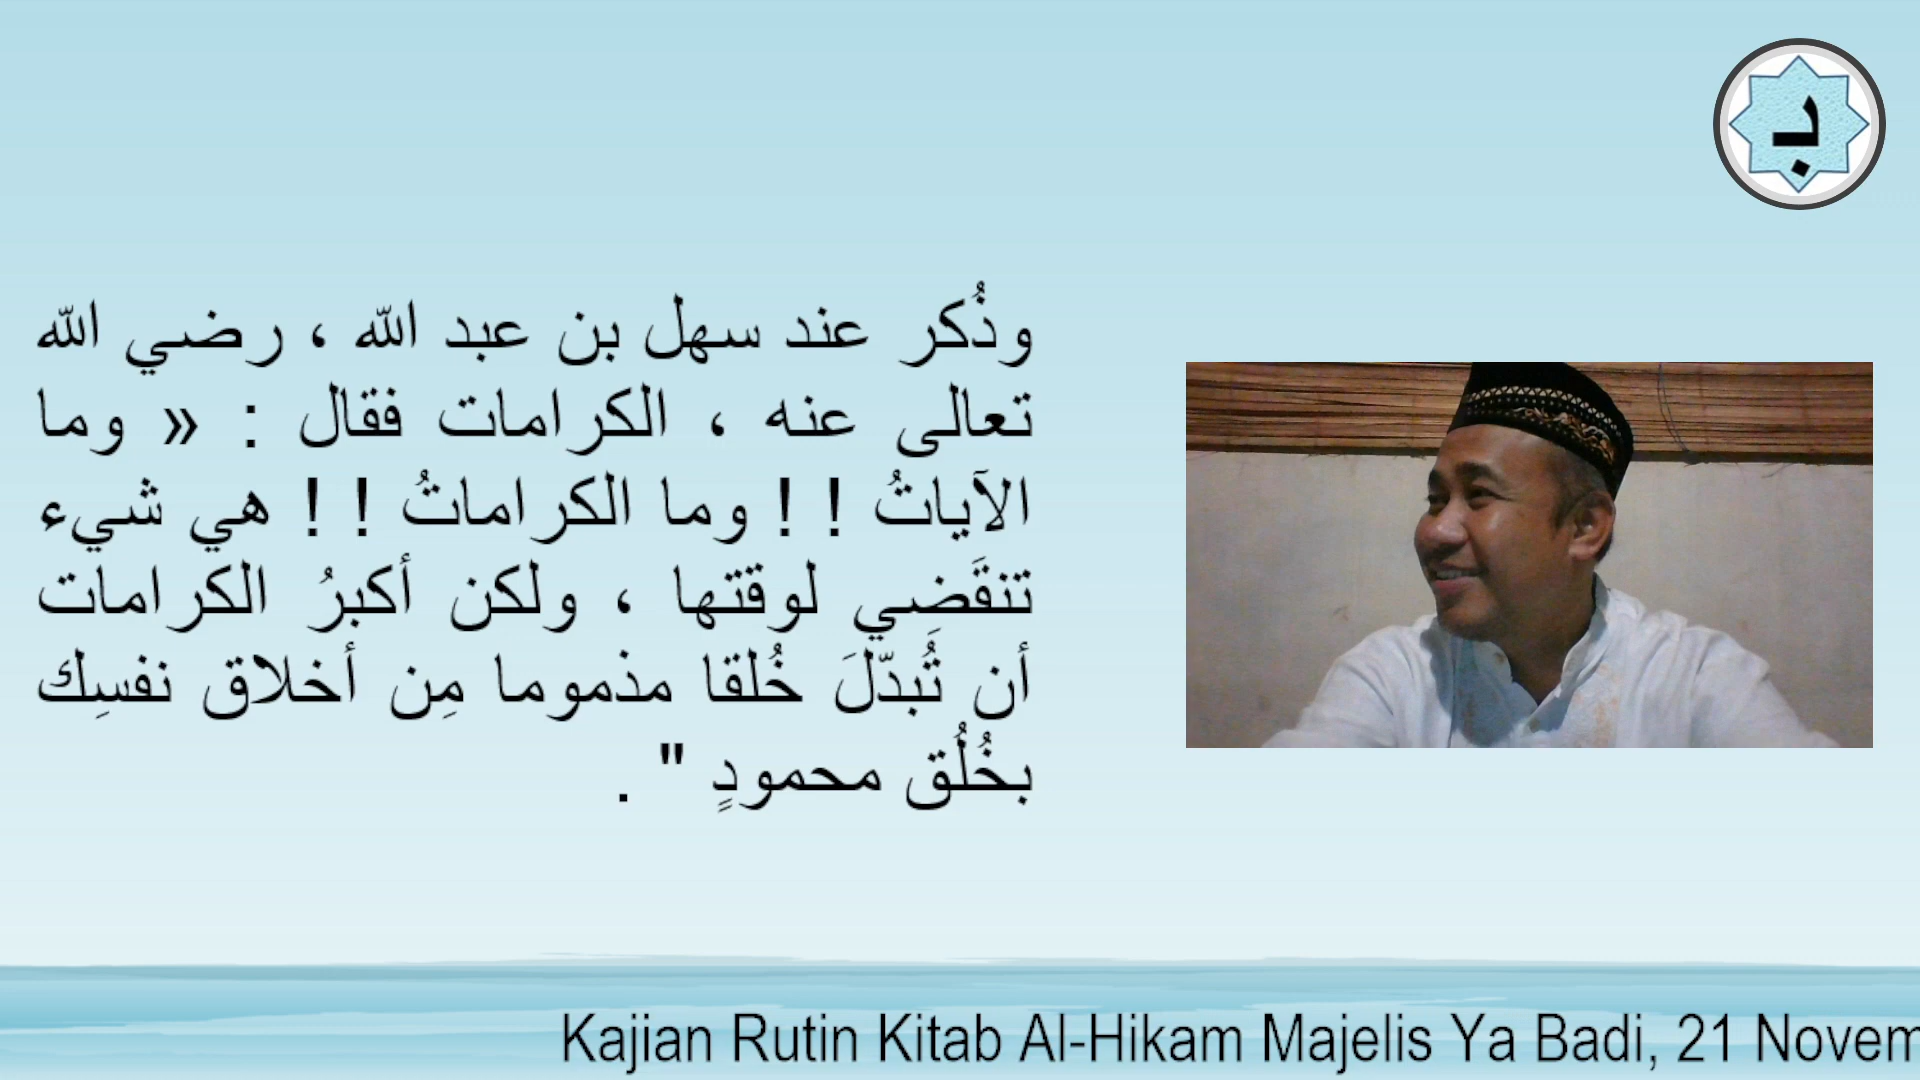 وذُكر عند سهل بن عبد الله ، رضي الله
تعالى عنه ، الكرامات فقال : « وما
الآياتُ ! ! وما الكراماتُ ! ! هي شيء
تنقَضِي لوقتها ، ولكن أكبرُ الكرامات
أن تُبدّلَ خُلقا مذموما مِن أخلاق نفسِك
بخُلُق محمودٍ " .
ب
Kajian Rutin Kitab Al-Hikam Majelis Ya Badi, 21 Novem